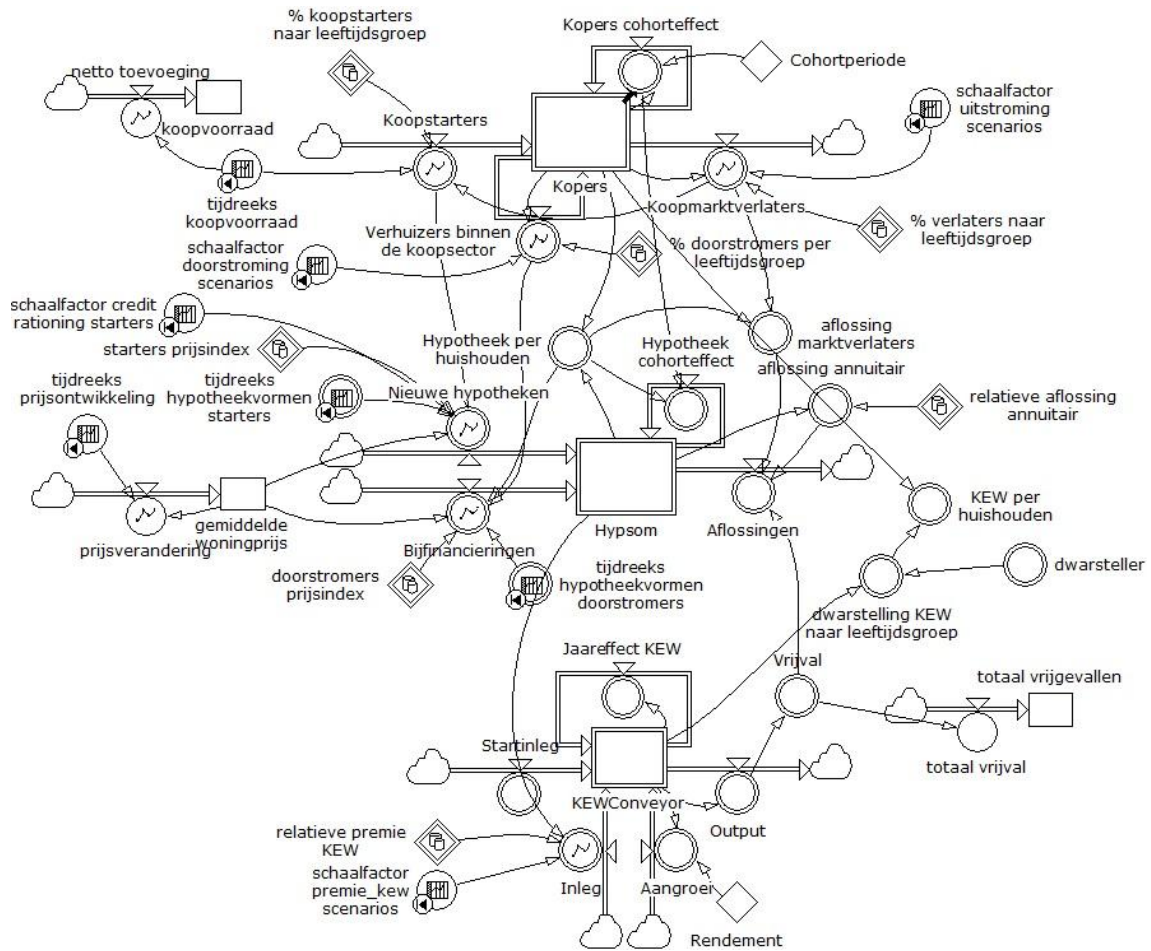 % koopstarters
naar leeftijdsgroep
Kopers cohorteffect
netto toevoeging
Cohortperiode
koopvoorraad
Koopstarters
schaalfactor
uitstroming
scenarios
tijdreeks
koopvoorraad
Kopers
Koopmarktverlaters
% verlaters naar
leeftijdsgroep
Verhuizers binnen
de koopsector
schaalfactor
doorstroming
scenarios
% doorstromers per
leeftijdsgroep
schaalfactor credit
rationing starters
starters prijsindex
Hypotheek per
huishouden
Hypotheek
cohorteffect
aflossing
marktverlaters
aflossing annuitair
tijdreeks
prijsontwikkeling
tijdreeks
hypotheekvormen
starters
Nieuwe hypotheken
relatieve aflossing
annuitair
prijsverandering
gemiddelde
woningprijs
Bijfinancieringen
Hypsom
Aflossingen
KEW per
huishouden
doorstromers
prijsindex
tijdreeks
hypotheekvormen
doorstromers
dwarsteller
dwarstelling KEW
naar leeftijdsgroep
Jaareffect KEW
Vrijval
totaal vrijgevallen
Startinleg
totaal vrijval
KEWConveyor
Output
relatieve premie
KEW
schaalfactor
premie_kew
scenarios
Inleg
Aangroei
Rendement